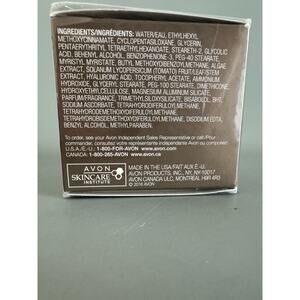 INGREDIENTS/INGRÉDIENTS: WATER/EAU, ETHYLHEXYL
METHOXYCINNAMATE, CYCLOPENTASILOXANE, GLYCERIN,
PENTAERYTHRITYL TETRAETHYLHEXANOATE, STEARETH-2, GLYCOLIC
ACID, BEHENYL ALCOHOL, BENZOPHENONE-3, PEG-40 STEARATE,
MYRISTYL MYRISTATE, BUTYL METHOXYDIBENZOYLMETHANE, ALGAE
EXTRACT, SOLANUM LYCOPERSICUM (TOMATO) FRUIT/LEAF/STEM
EXTRACT, HYALURONIC ACID, TOCOPHEROL, ACETAMIDE, AMMONIUM
HYDROXIDE, GLYCERYL STEARATE, PEG-100 STEARATE, DIMETHICONE,
HYDROXYETHYLCELLULOSE, MAGNESIUM ALUMINUM SILICATE,
PARFUM/FRAGRANCE, TRIMETHYLSILOXYSILICATE, BISABOLOL, BHT,
SODIUM ASCORBATE, TETRAHYDRODEMETHOXYDIFERULOYLMETHANE,
TETRAHYDRODIFERULOYLMETHANE,
TETRAHYDROBISDEMETHOXYDIFERULOYLMETHANE, DISODIUM EDTA,
BENZYL ALCOHOL, METHYLPARABEN.
To order, see your Avon Independent Sales Representative or call/Pour
commander, consultez votre représentante Avon indépendante ou appelez:
U.S.A./É.-U.: 1-800-FOR-AVON www.avon.com
CANADA: 1-800-265-AVON www.avon.ca
AVON
SKINCARE
INSTITUTE
MADE IN THE USA/FAIT AUX É.-U.
AVON PRODUCTS, INC., NY, NY 10017
AVON CANADA ULC, MONTREAL H9R 4R3
© 2016 AVON